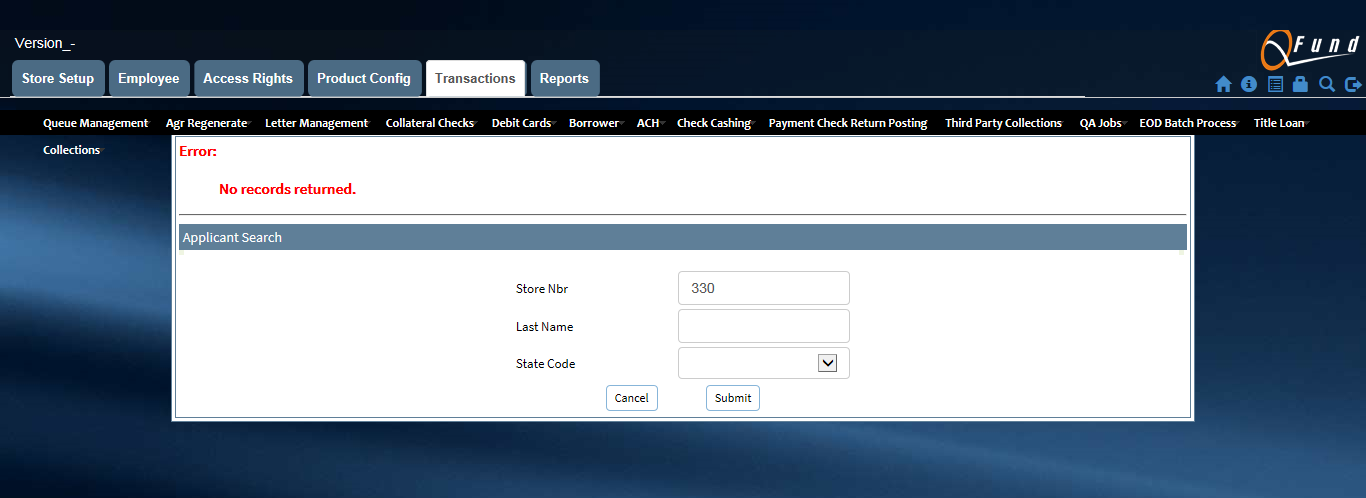 Version_-
QFund
Store Setup Employee Access Rights Product Config Transactions Reports
Queue Management Agr Regenerate Letter Management Collateral Checks Debit Cards Borrower ACH Check Cashing Payment Check Return Posting Third Party Collections QA Jobs EOD Batch Process Title Loan
Collections
Error:
No records returned.
Applicant Search
Store Nbr 330
Last Name
State Code
Cancel Submit